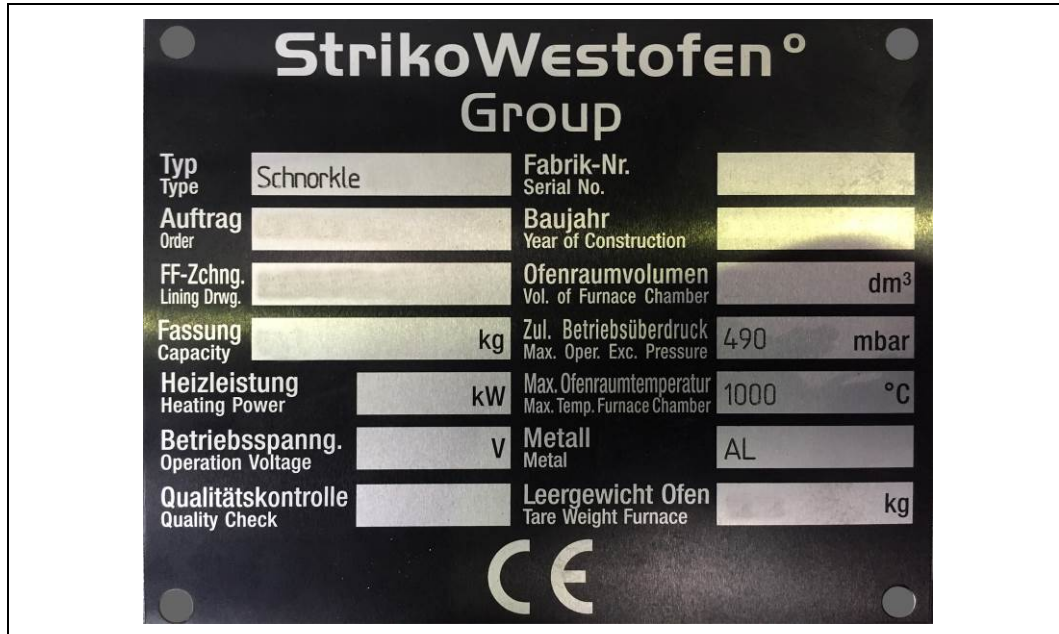 StrikoWestofen°
Group
Typ
Type
Schnorkle
Fabrik-Nr.
Serial No.
Auftrag
Order
Baujahr
Year of Construction
FF-Zchng.
Lining Drwg.
Ofenraumvolumen
Vol. of Furnace Chamber
dm³
Fassung
Capacity
kg
Zul. Betriebsüberdruck
Max. Oper. Exc. Pressure
490 mbar
Heizleistung
Heating Power
kW
Max. Ofenraumtemperatur
Max. Temp. Furnace Chamber
1000 °C
Betriebsspanng.
Operation Voltage
V
Metall
Metal
AL
Qualitätskontrolle
Quality Check
Leergewicht Ofen
Tare Weight Furnace
kg
CE